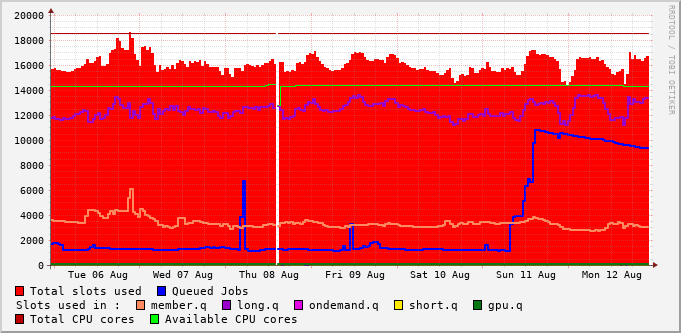 20000
18000
16000
14000
12000
10000
8000
6000
4000
2000
0
Tue 06 Aug Wed 07 Aug Thu 08 Aug Fri 09 Aug Sat 10 Aug Sun 11 Aug Mon 12 Aug
Total slots used Queued Jobs
Slots used in : member.q long.q ondemand.q short.q gpu.q
Total CPU cores Available CPU cores
RRDTOOL / TOBI OETIKER